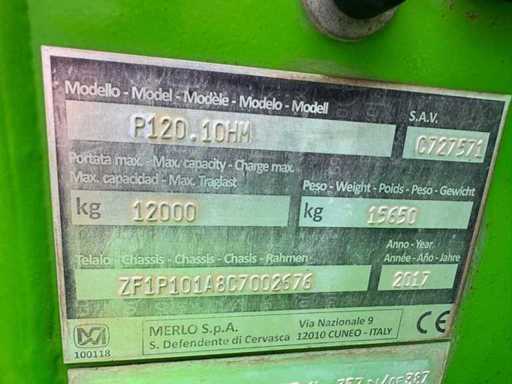 Modello - Model - Modèle - Modelo - Modell
S.A.V.
P120.10HM
C727571
Portata max. - Max. capacity - Charge max.
Max. capacidad - Max. Traglast
Peso - Weight - Poids - Peso - Gewicht
kg 12000
kg 15650
Telaio - Chassis - Chassis - Chasis - Rahmen
Anno - Year
Année - Año - Jahre
ZF1P101A8C7002676
2017
100118
MERLO S.p.A.
S. Defendente di Cervasca
Via Nazionale 9
12010 CUNEO - ITALY
CE